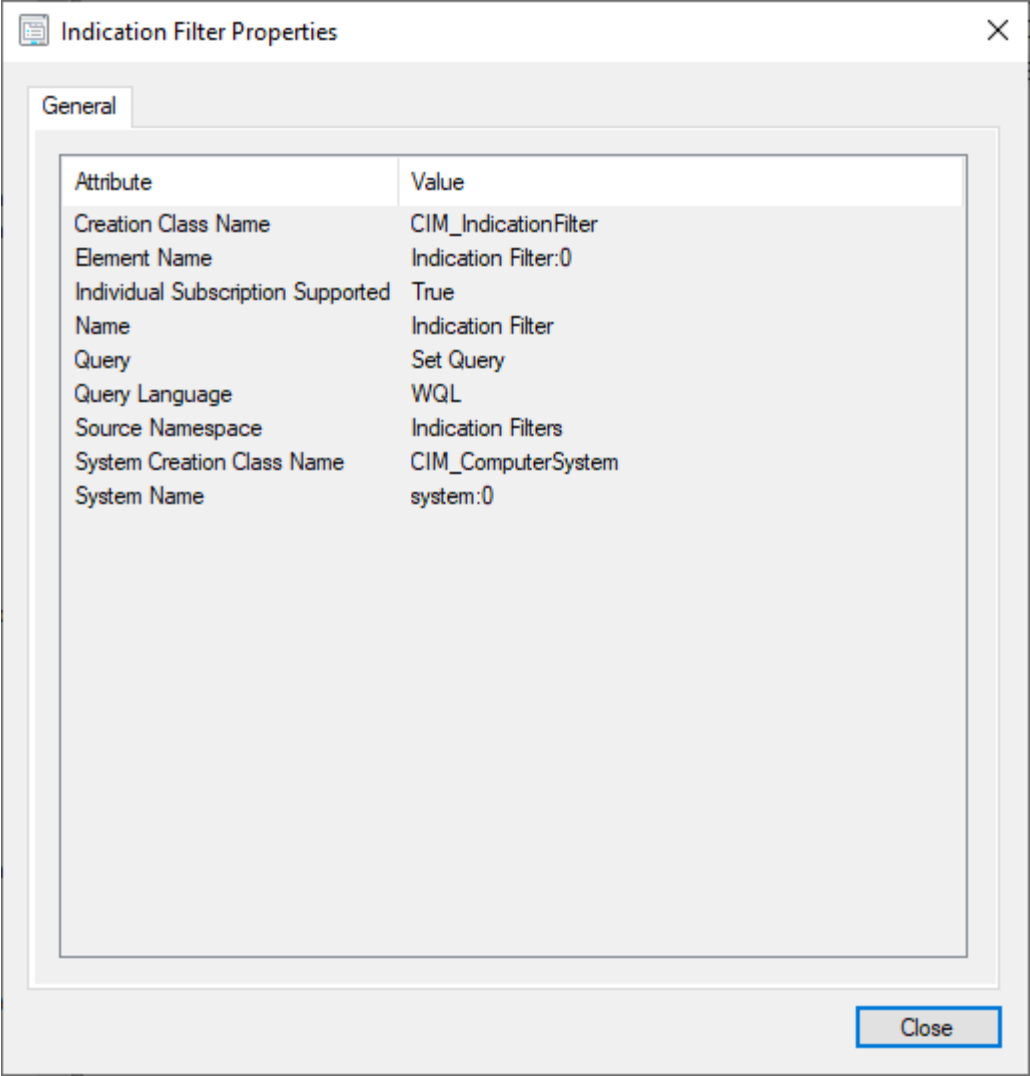 Indication Filter Properties
General
Attribute Value
Creation Class Name CIM_IndicationFilter
Element Name Indication Filter:0
Individual Subscription Supported True
Name Indication Filter
Query Set Query
Query Language WQL
Source Namespace Indication Filters
System Creation Class Name CIM_ComputerSystem
System Name system:0
Close